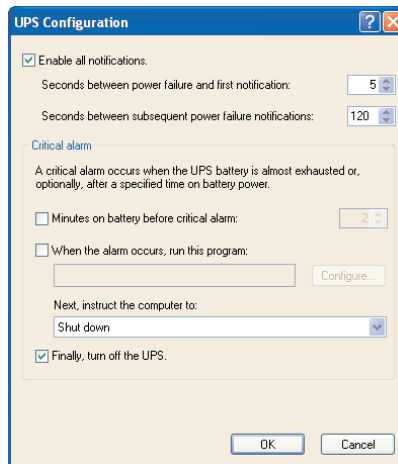 UPS Configuration
Enable all notifications.
Seconds between power failure and first notification: 5
Seconds between subsequent power failure notifications: 120
Critical alarm
A critical alarm occurs when the UPS battery is almost exhausted or,
optionally, after a specified time on battery power.
Minutes on battery before critical alarm: 2
When the alarm occurs, run this program:
Configure...
Next, instruct the computer to:
Shut down
Finally, turn off the UPS.
OK Cancel